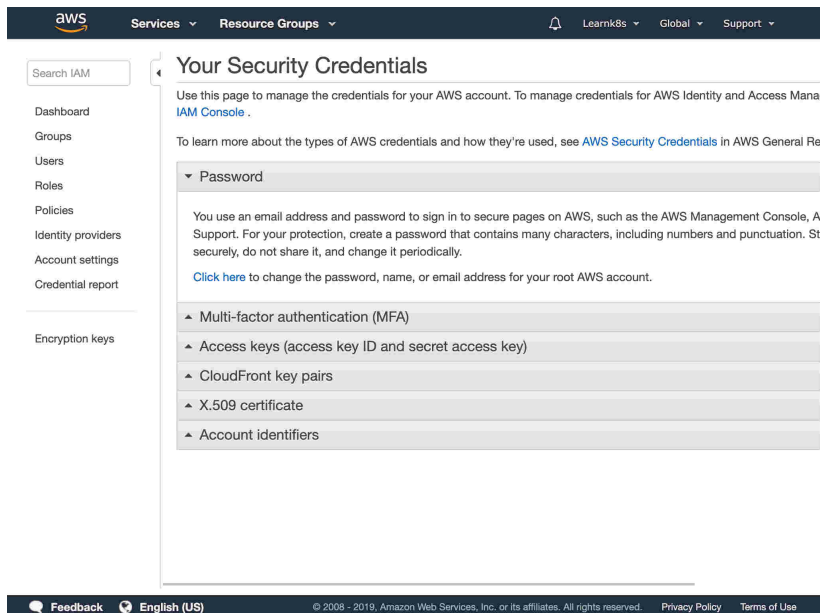 aws Services Resource Groups Learnk8s Global Support
Search IAM
Dashboard
Groups
Users
Roles
Policies
Identity providers
Account settings
Credential report
Encryption keys
Your Security Credentials
Use this page to manage the credentials for your AWS account. To manage credentials for AWS Identity and Access Mana
IAM Console .
To learn more about the types of AWS credentials and how they're used, see AWS Security Credentials in AWS General Re
Password
You use an email address and password to sign in to secure pages on AWS, such as the AWS Management Console, A
Support. For your protection, create a password that contains many characters, including numbers and punctuation. St
securely, do not share it, and change it periodically.
Click here to change the password, name, or email address for your root AWS account.
Multi-factor authentication (MFA)
Access keys (access key ID and secret access key)
CloudFront key pairs
X.509 certificate
Account identifiers
Feedback English (US) © 2008 - 2019, Amazon Web Services, Inc. or its affiliates. All rights reserved. Privacy Policy Terms of Use